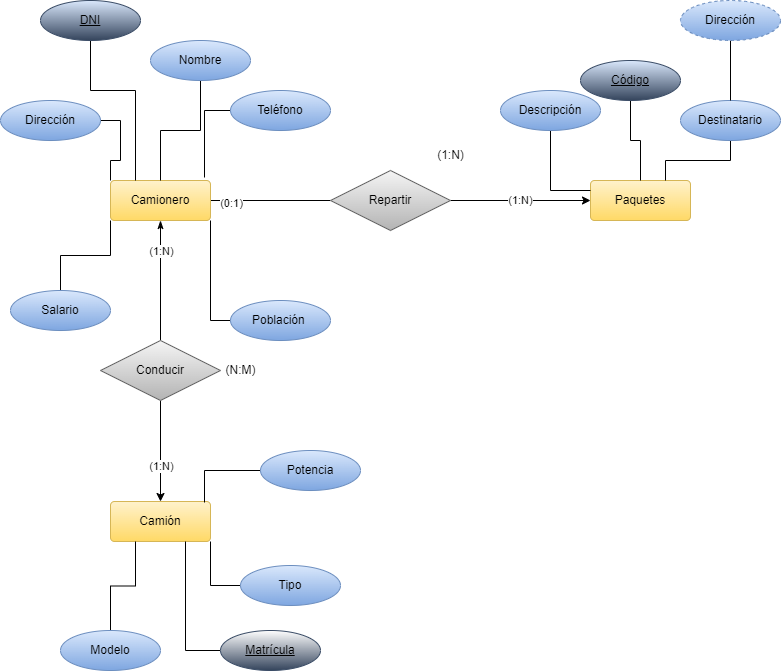 DNI
Dirección
Nombre
Código
Dirección
Teléfono
Descripción
Destinatario
(1:N)
Camionero
(0:1)
Repartir
(1:N)
Paquetes
(1:N)
Salario
Población
Conducir
(N:M)
(1:N)
Potencia
Camión
Tipo
Modelo
Matrícula